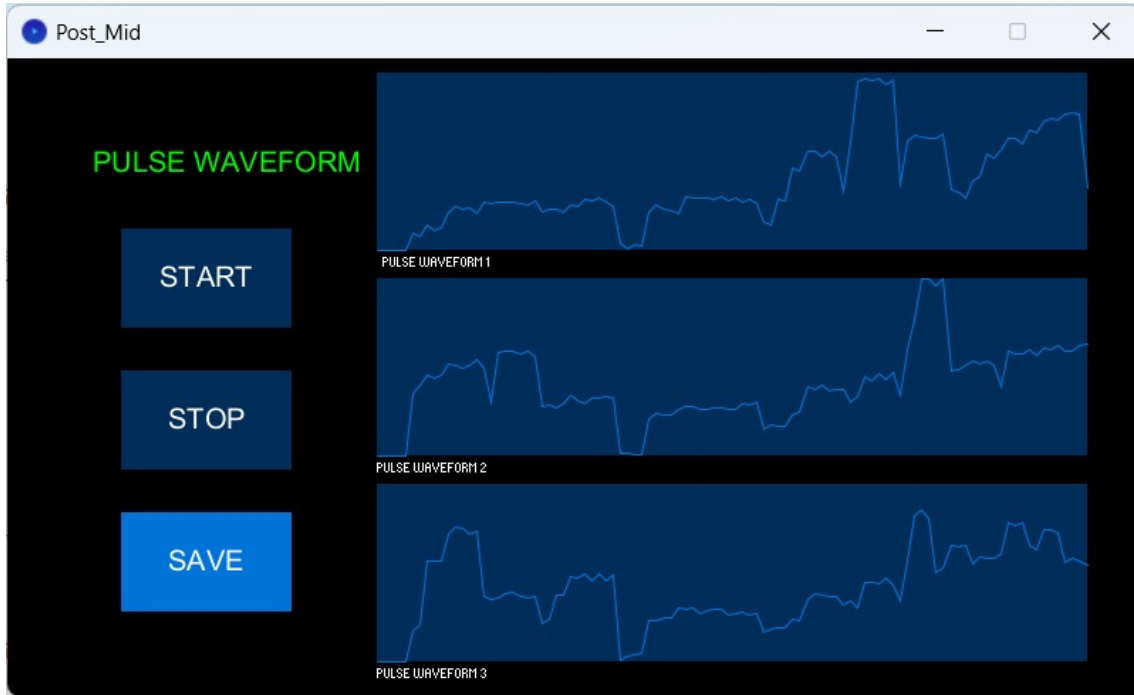 Post_Mid
PULSE WAVEFORM
START
STOP
SAVE
PULSE WAVEFORM 1
PULSE WAVEFORM 2
PULSE WAVEFORM 3